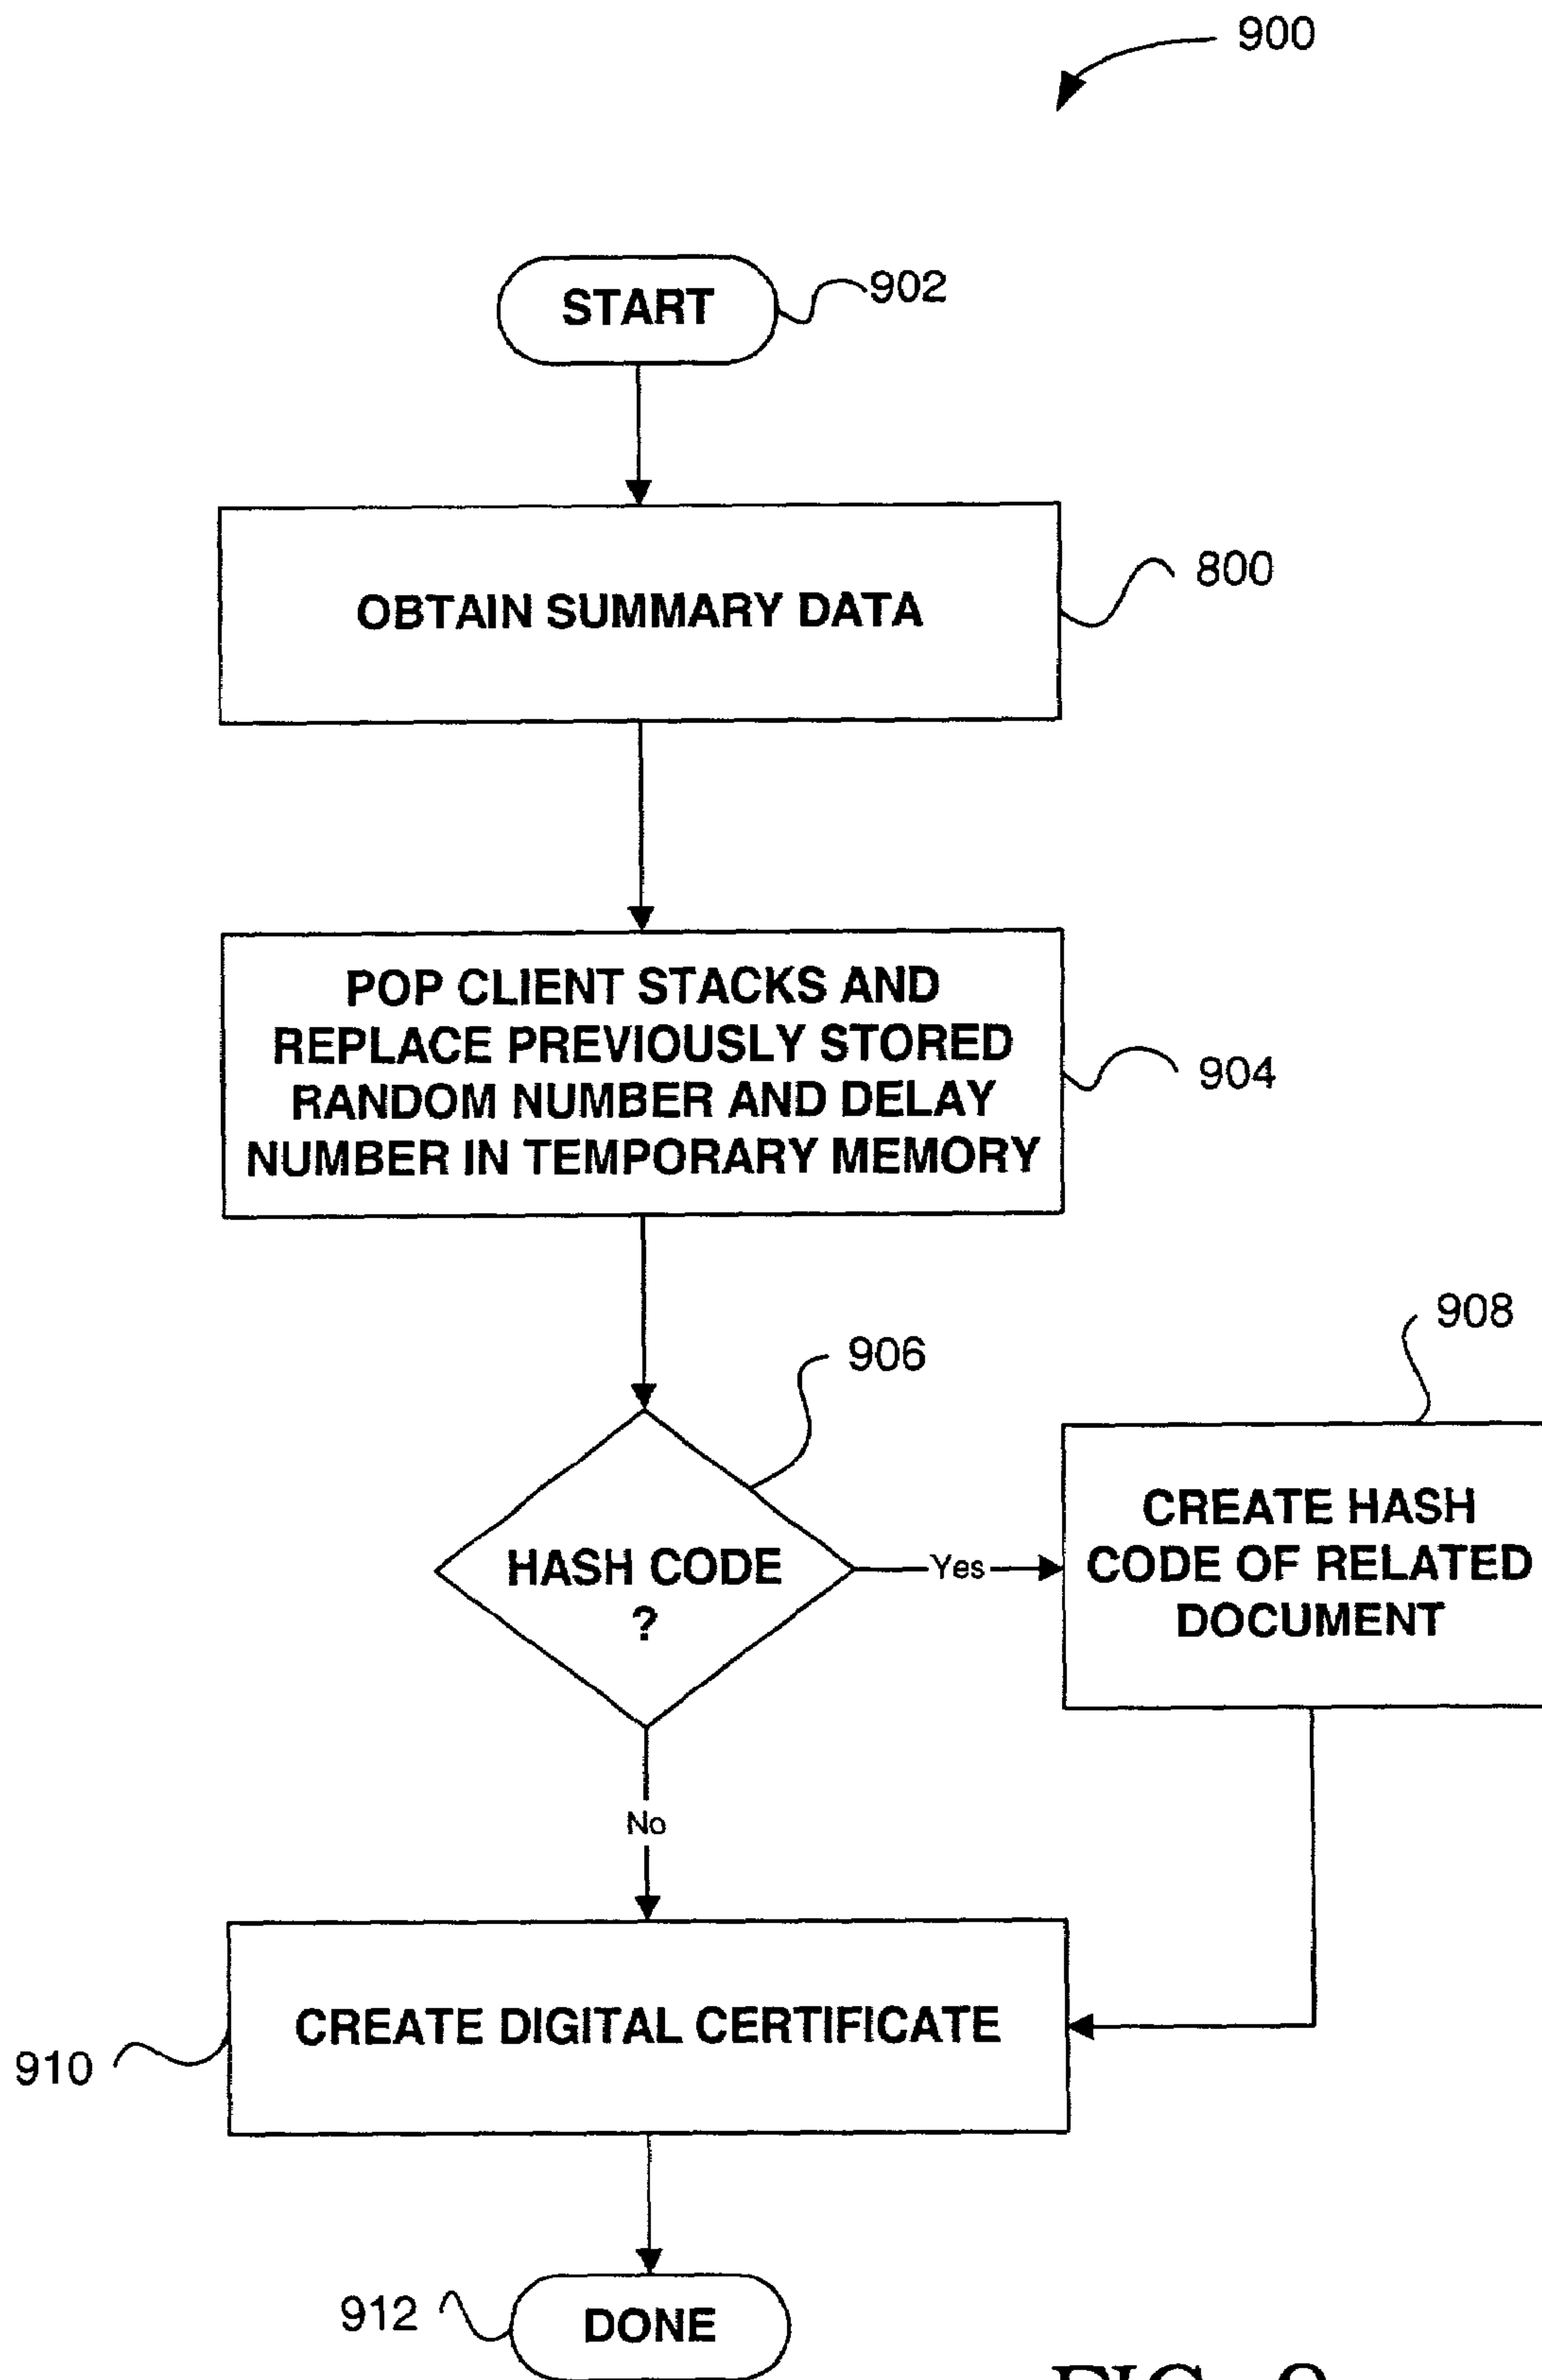 900
START
902
OBTAIN SUMMARY DATA
800
POP CLIENT STACKS AND
REPLACE PREVIOUSLY STORED
RANDOM NUMBER AND DELAY
NUMBER IN TEMPORARY MEMORY
904
906
908
HASH CODE
?
Yes
CREATE HASH
CODE OF RELATED
DOCUMENT
No
CREATE DIGITAL CERTIFICATE
910
912
DONE